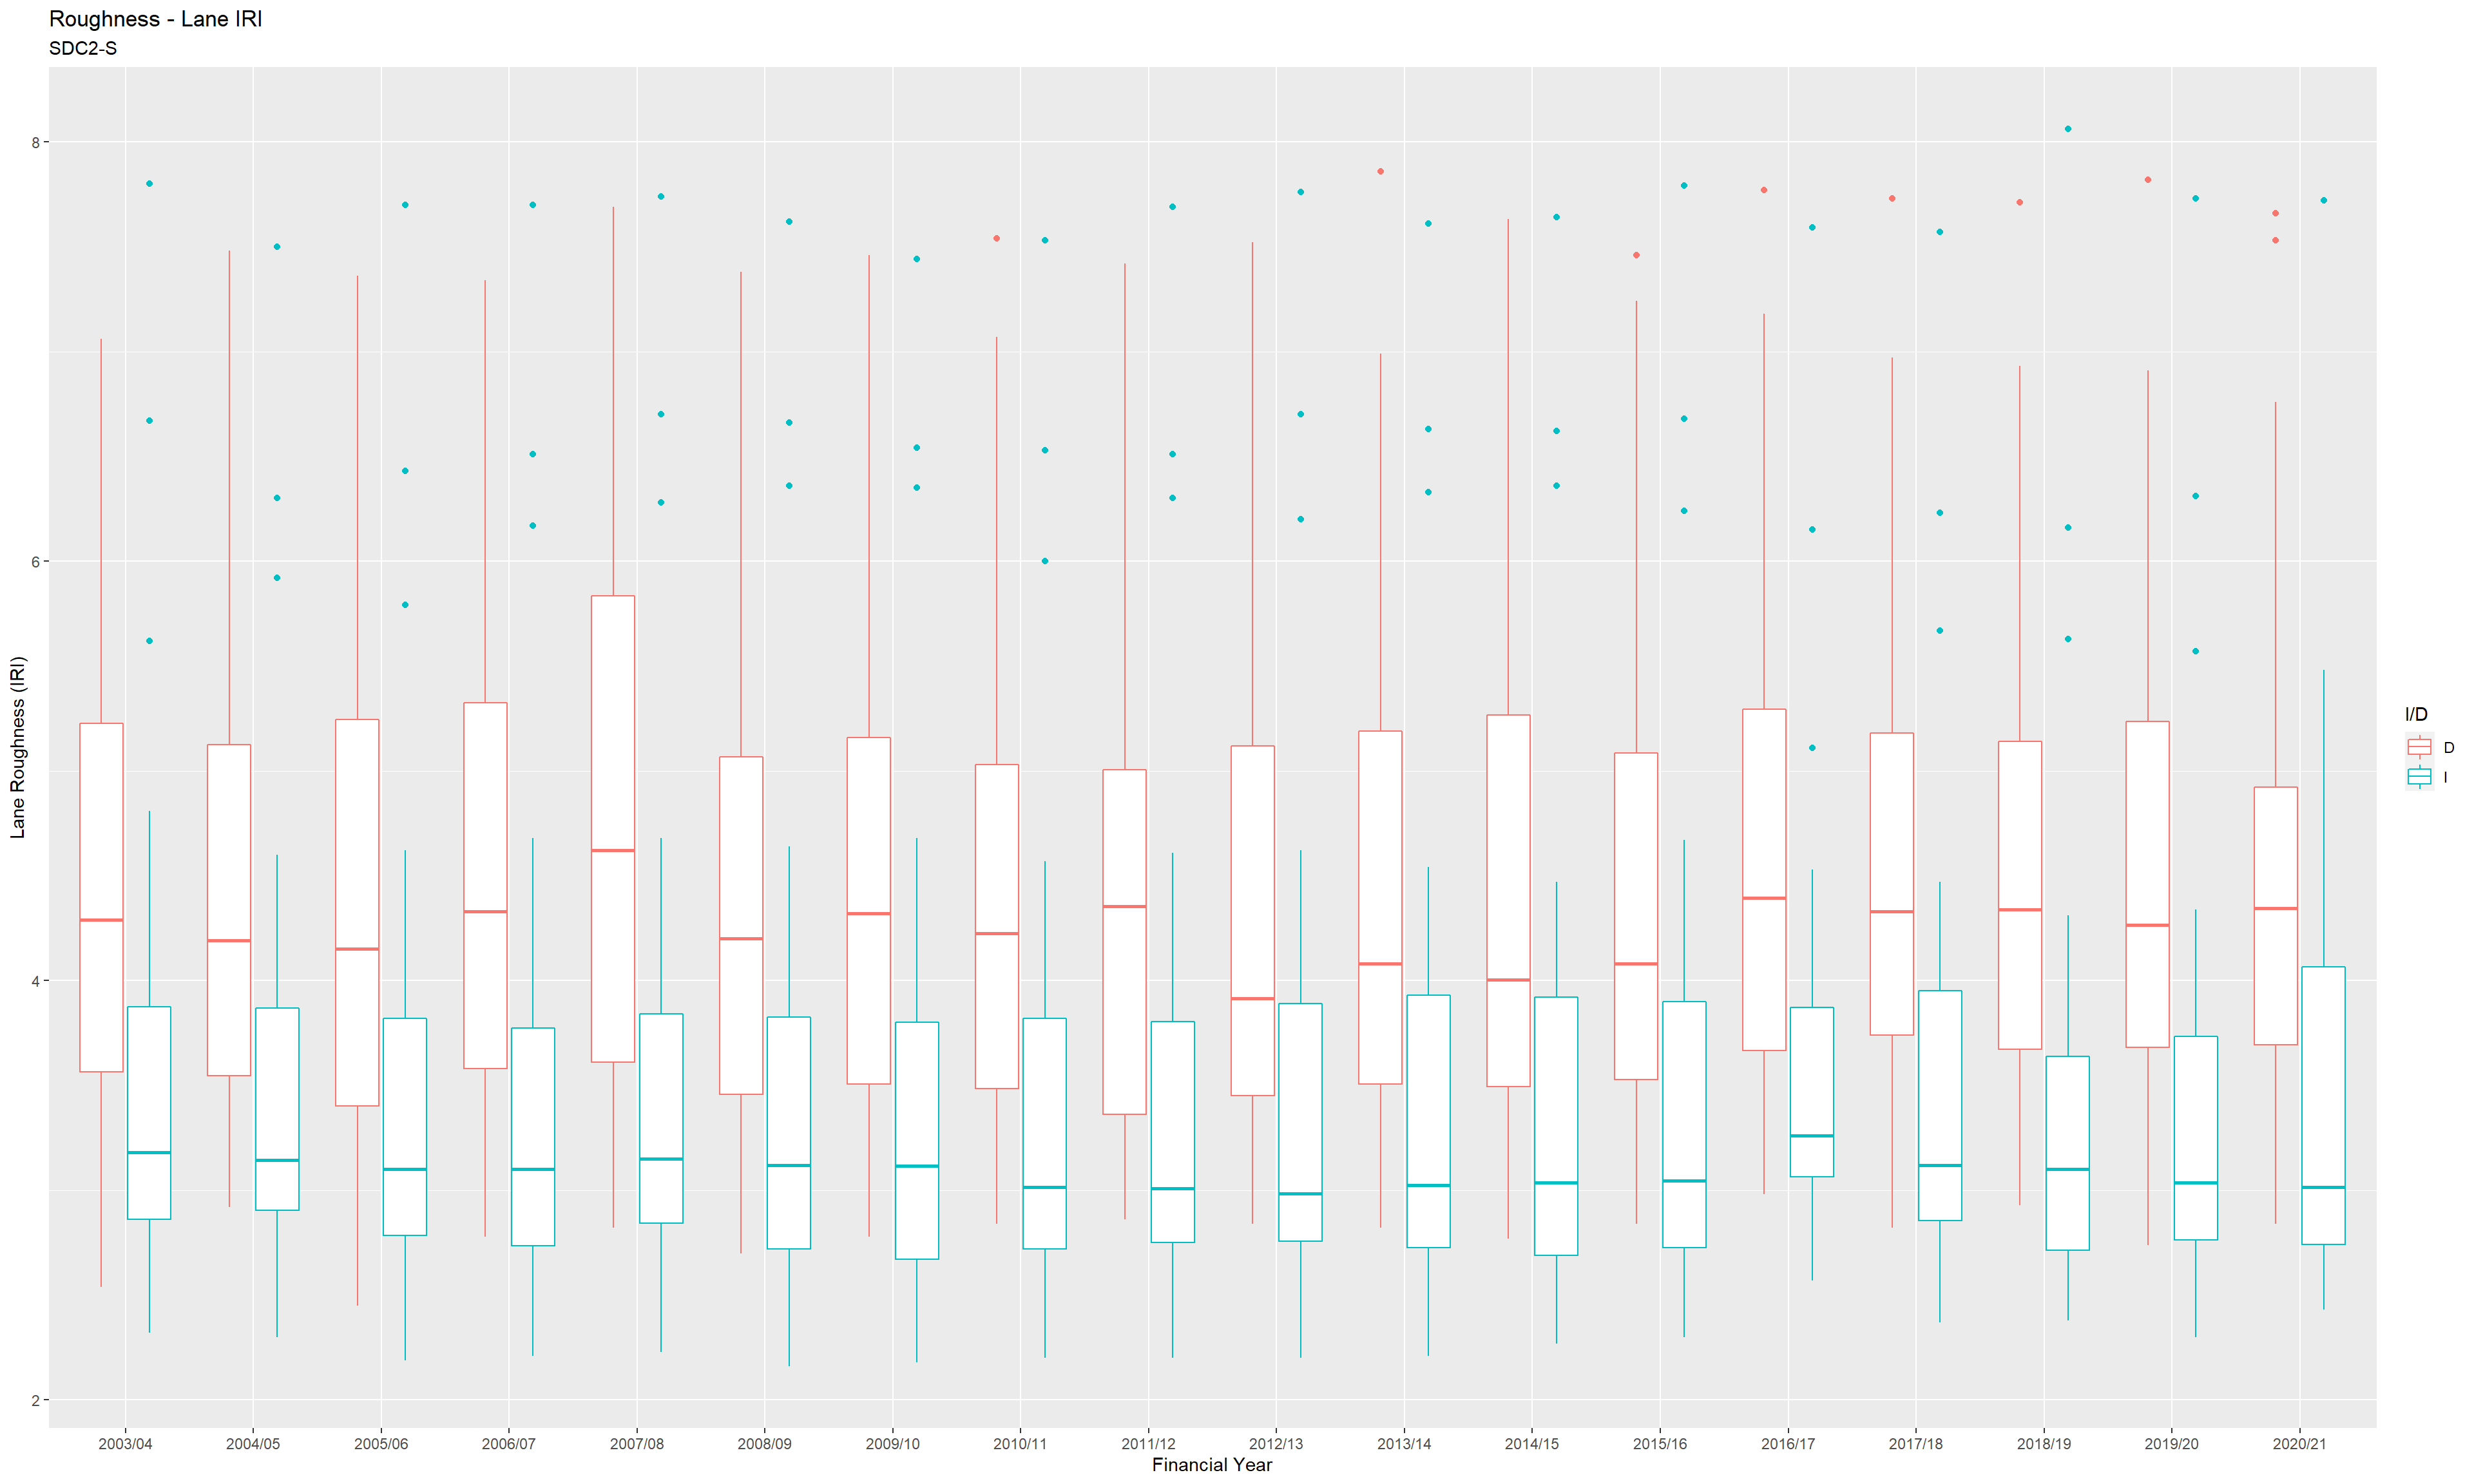 Roughness - Lane IRI
SDC2-S
8
6
4
2
Lane Roughness (IRI)
2003/04 2004/05 2005/06 2006/07 2007/08 2008/09 2009/10 2010/11 2011/12 2012/13 2013/14 2014/15 2015/16 2016/17 2017/18 2018/19 2019/20 2020/21
Financial Year
I/D
D
I